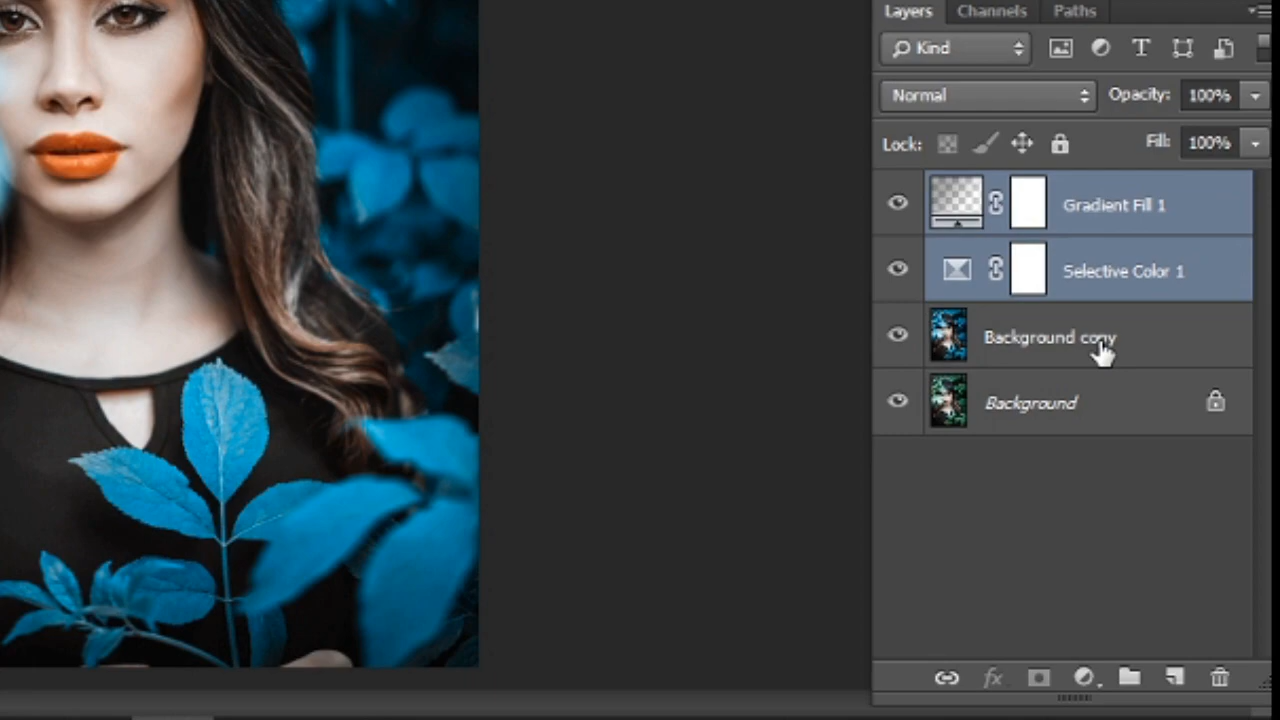 Layers Channels Paths
Kind T
Normal Opacity: 100%
Lock: Fill: 100%
Gradient Fill 1
Selective Color 1
Background copy
Background
fx